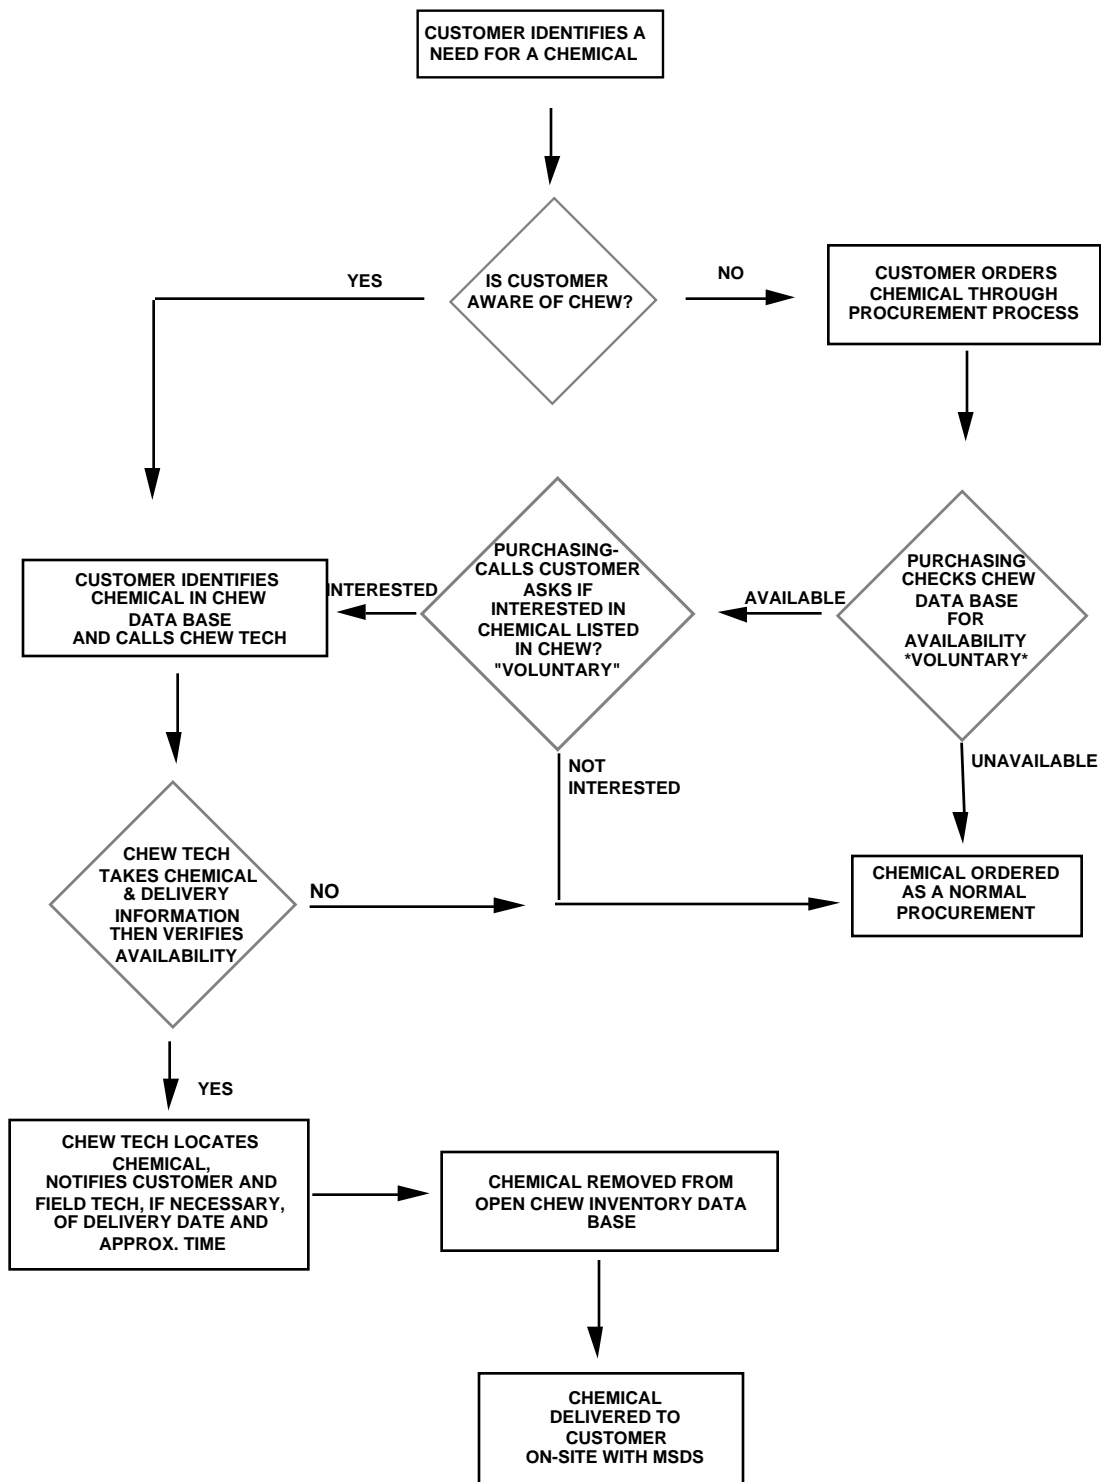 CUSTOMER IDENTIFIES A
NEED FOR A CHEMICAL
IS CUSTOMER
AWARE OF CHEW?
YES
NO
CUSTOMER ORDERS
CHEMICAL THROUGH
PROCUREMENT PROCESS
PURCHASING
CHECKS CHEW
DATA BASE
FOR
AVAILABILITY
*VOLUNTARY*
AVAILABLE
UNAVAILABLE
PURCHASING-
CALLS CUSTOMER
ASKS IF
INTERESTED IN
CHEMICAL LISTED
IN CHEW?
"VOLUNTARY"
INTERESTED
NOT
INTERESTED
CUSTOMER IDENTIFIES
CHEMICAL IN CHEW
DATA BASE
AND CALLS CHEW TECH
CHEW TECH
TAKES CHEMICAL
& DELIVERY
INFORMATION
THEN VERIFIES
AVAILABILITY
NO
CHEMICAL ORDERED
AS A NORMAL
PROCUREMENT
YES
CHEW TECH LOCATES
CHEMICAL,
NOTIFIES CUSTOMER AND
FIELD TECH, IF NECESSARY,
OF DELIVERY DATE AND
APPROX. TIME
CHEMICAL REMOVED FROM
OPEN CHEW INVENTORY DATA
BASE
CHEMICAL
DELIVERED TO
CUSTOMER
ON-SITE WITH MSDS